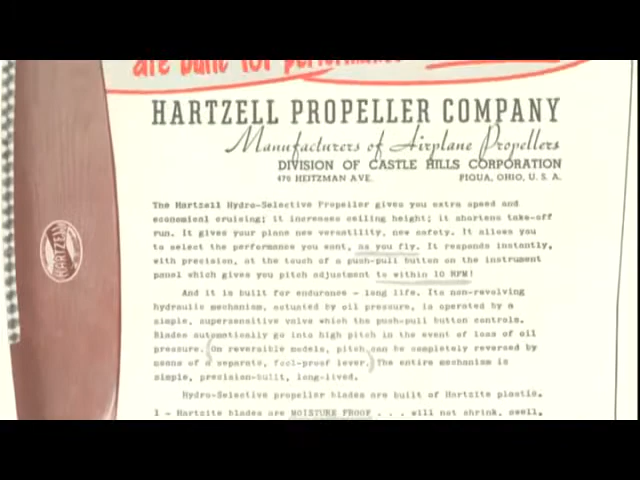 are built for performance
HARTZELL PROPELLER COMPANY
Manufacturers of Airplane Propellers
DIVISION OF CASTLE HILLS CORPORATION
470 HEITZMAN AVE. PIQUA, OHIO, U. S. A.
HARTZELL
The Hartzell Hydro-Selective Propeller gives you extra speed and
economical cruising; it increases ceiling height; it shortens take-off
run. It gives your plane new versatility, new safety. It allows you
to select the performance you want, as you fly. It responds instantly,
with precision, at the touch of a push-pull button on the instrument
panel which gives you pitch adjustment to within 10 RPM!
And it is built for endurance - long life. Its non-revolving
hydraulic mechanism, actuated by oil pressure, is operated by a
simple, supersensitive valve which the push-pull button controls.
Blades automatically go into high pitch in the event of loss of oil
pressure. (On reversible models, pitch can be completely reversed by
means of a separate, fool-proof lever.) The entire mechanism is
simple, precision-built, long-lived.
Hydro-Selective propeller blades are built of Hartzite plastic.
1 - Hartzite blades are MOISTURE PROOF . . . will not shrink, swell,